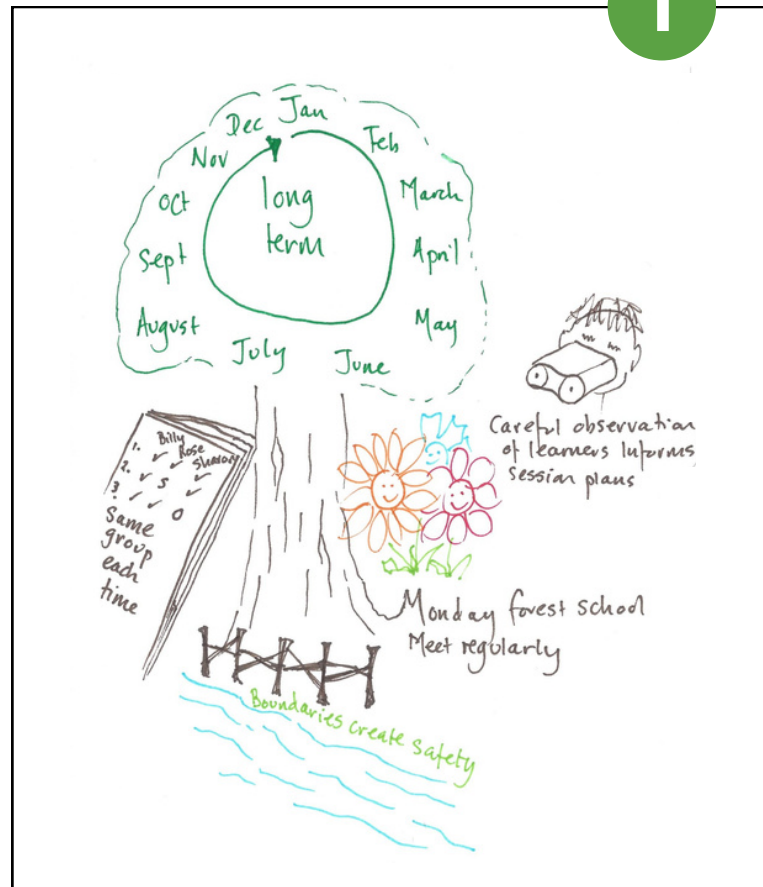 1
Jan
Feb
March
April
May
June
July
August
Sept
Oct
Nov
Dec
long
term
Careful observation
of learners Informs
Session plans
Billy
Rose
Sharon
1. ✓ ✓ ✓
2. ✓ S ✓
3. ✓ ✓ O
Same
group
each
time
Monday forest school
Meet regularly
Boundaries create safety